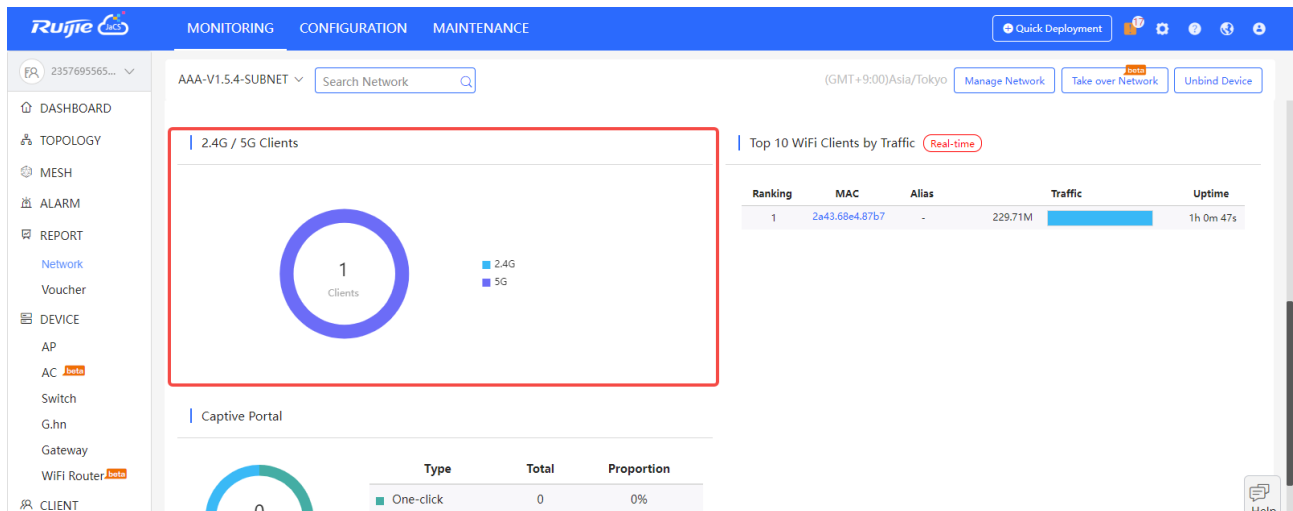 Ruijie JaCS MONITORING CONFIGURATION MAINTENANCE Quick Deployment 17
2357695565... AAA-V1.5.4-SUBNET Search Network (GMT+9:00)Asia/Tokyo Manage Network Take over Network beta Unbind Device
DASHBOARD
TOPOLOGY
MESH
ALARM
REPORT
Network
Voucher
DEVICE
AP
AC beta
Switch
G.hn
Gateway
WiFi Router beta
CLIENT
2.4G / 5G Clients
1
Clients
2.4G
5G
Top 10 WiFi Clients by Traffic Real-time
Ranking MAC Alias Traffic Uptime
1 2a43.68e4.87b7 - 229.71M 1h 0m 47s
Captive Portal
0
Type Total Proportion
One-click 0 0%
Help